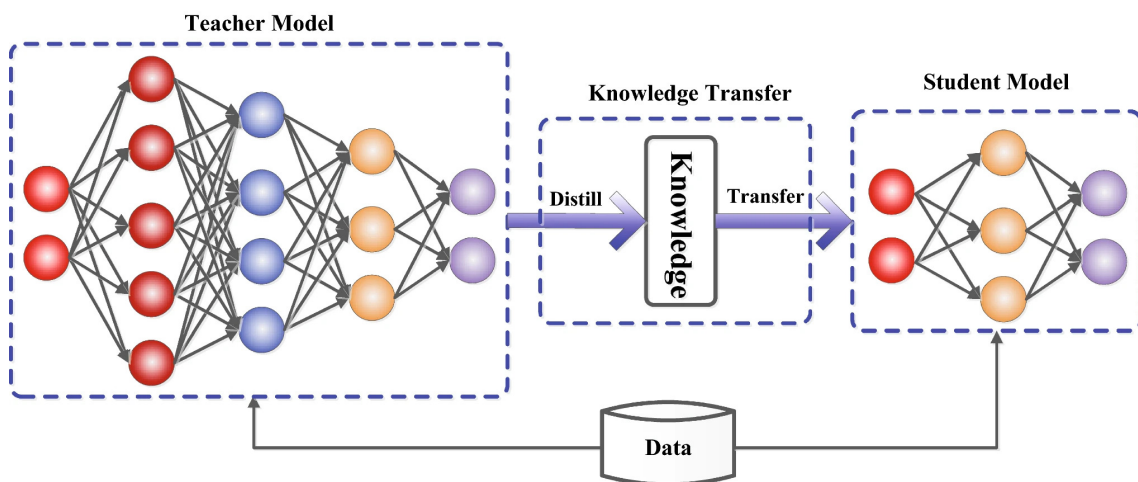 Teacher Model
Knowledge Transfer
Student Model
Distill
Knowledge
Transfer
Data